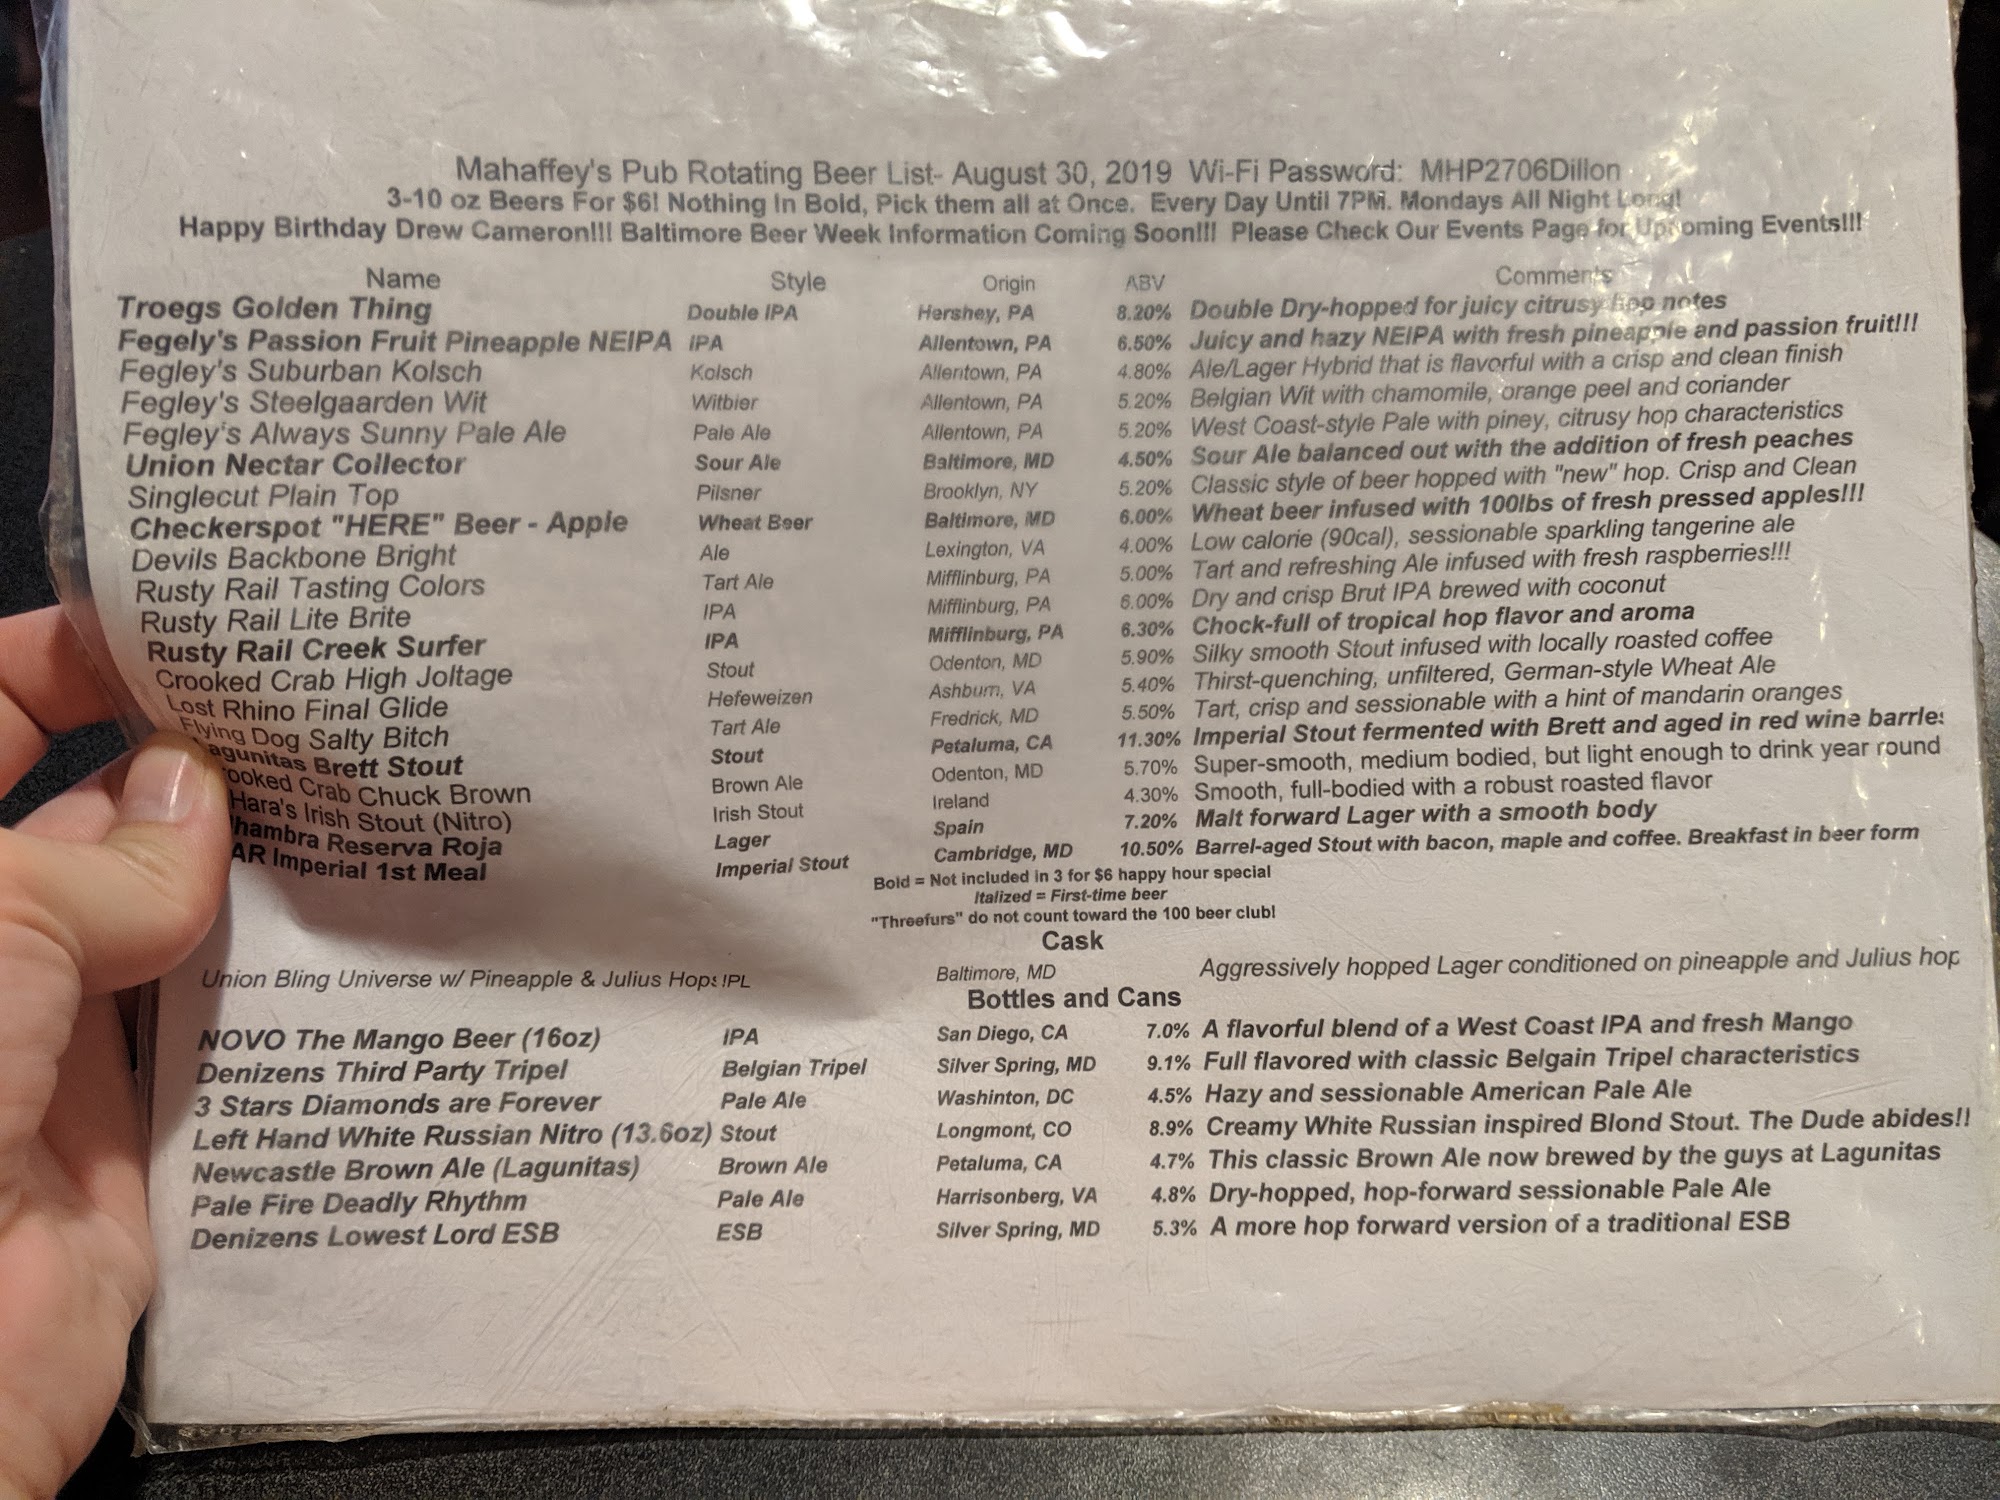 Mahaffey's Pub Rotating Beer List- August 30, 2019 Wi-Fi Password: MHP2706Dillon
3-10 oz Beers For $6! Nothing In Bold, Pick them all at Once. Every Day Until 7PM. Mondays All Night Long!
Happy Birthday Drew Cameron!!! Baltimore Beer Week Information Coming Soon!!! Please Check Our Events Page for Upcoming Events!!!
Name Style Origin ABV Comments
Troegs Golden Thing Double IPA Hershey, PA 8.20% Double Dry-hopped for juicy citrusy hop notes
Fegely's Passion Fruit Pineapple NEIPA IPA Allentown, PA 6.50% Juicy and hazy NEIPA with fresh pineapple and passion fruit!!!
Fegley's Suburban Kolsch Kolsch Allentown, PA 4.80% Ale/Lager Hybrid that is flavorful with a crisp and clean finish
Fegley's Steelgaarden Wit Witbier Allentown, PA 5.20% Belgian Wit with chamomile, orange peel and coriander
Fegley's Always Sunny Pale Ale Pale Ale Allentown, PA 5.20% West Coast-style Pale with piney, citrusy hop characteristics
Union Nectar Collector Sour Ale Baltimore, MD 4.50% Sour Ale balanced out with the addition of fresh peaches
Singlecut Plain Top Pilsner Brooklyn, NY 5.20% Classic style of beer hopped with "new" hop. Crisp and Clean
Checkerspot "HERE" Beer - Apple Wheat Beer Baltimore, MD 6.00% Wheat beer infused with 100lbs of fresh pressed apples!!!
Devils Backbone Bright Ale Lexington, VA 4.00% Low calorie (90cal), sessionable sparkling tangerine ale
Rusty Rail Tasting Colors Tart Ale Mifflinburg, PA 5.00% Tart and refreshing Ale infused with fresh raspberries!!!
Rusty Rail Lite Brite IPA Mifflinburg, PA 6.00% Dry and crisp Brut IPA brewed with coconut
Rusty Rail Creek Surfer IPA Mifflinburg, PA 6.30% Chock-full of tropical hop flavor and aroma
Crooked Crab High Joltage Stout Odenton, MD 5.90% Silky smooth Stout infused with locally roasted coffee
Lost Rhino Final Glide Hefeweizen Ashburn, VA 5.40% Thirst-quenching, unfiltered, German-style Wheat Ale
Flying Dog Salty Bitch Tart Ale Fredrick, MD 5.50% Tart, crisp and sessionable with a hint of mandarin oranges
agunitas Brett Stout Stout Petaluma, CA 11.30% Imperial Stout fermented with Brett and aged in red wine barrles
ooked Crab Chuck Brown Brown Ale Odenton, MD 5.70% Super-smooth, medium bodied, but light enough to drink year round
Hara's Irish Stout (Nitro) Irish Stout Ireland 4.30% Smooth, full-bodied with a robust roasted flavor
hambra Reserva Roja Lager Spain 7.20% Malt forward Lager with a smooth body
AR Imperial 1st Meal Imperial Stout Cambridge, MD 10.50% Barrel-aged Stout with bacon, maple and coffee. Breakfast in beer form
Bold = Not included in 3 for $6 happy hour special
Italized = First-time beer
"Threefurs" do not count toward the 100 beer club!
Cask
Union Bling Universe w/ Pineapple & Julius Hops IPL Baltimore, MD Aggressively hopped Lager conditioned on pineapple and Julius hop
Bottles and Cans
NOVO The Mango Beer (16oz) IPA San Diego, CA 7.0% A flavorful blend of a West Coast IPA and fresh Mango
Denizens Third Party Tripel Belgian Tripel Silver Spring, MD 9.1% Full flavored with classic Belgain Tripel characteristics
3 Stars Diamonds are Forever Pale Ale Washinton, DC 4.5% Hazy and sessionable American Pale Ale
Left Hand White Russian Nitro (13.6oz) Stout Longmont, CO 8.9% Creamy White Russian inspired Blond Stout. The Dude abides!!
Newcastle Brown Ale (Lagunitas) Brown Ale Petaluma, CA 4.7% This classic Brown Ale now brewed by the guys at Lagunitas
Pale Fire Deadly Rhythm Pale Ale Harrisonberg, VA 4.8% Dry-hopped, hop-forward sessionable Pale Ale
Denizens Lowest Lord ESB ESB Silver Spring, MD 5.3% A more hop forward version of a traditional ESB